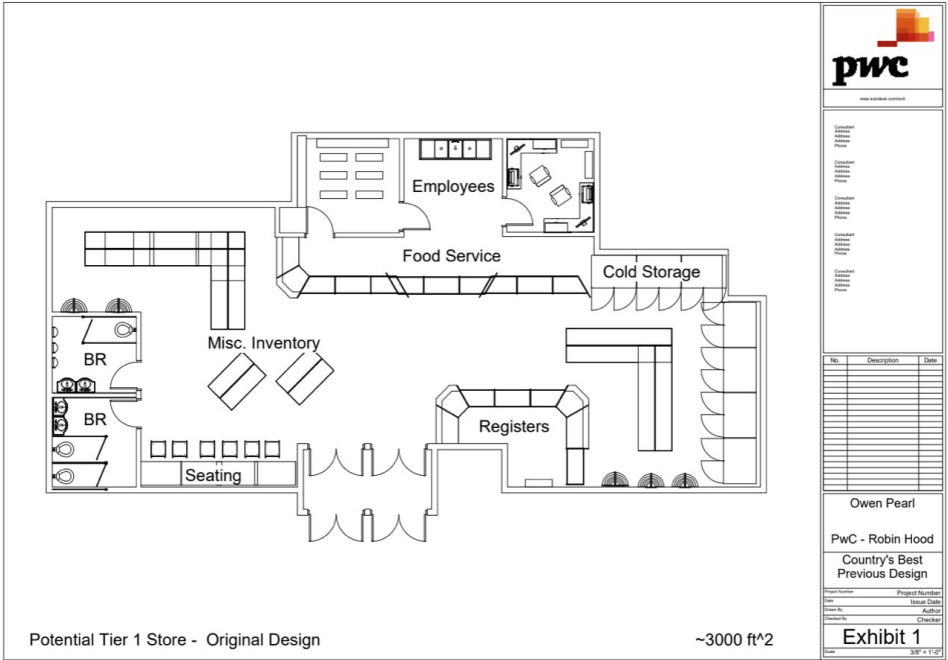 pwc
www.autodesk.com/revit
Consultant
Address
Address
Address
Phone
Consultant
Address
Address
Address
Phone
Consultant
Address
Address
Address
Phone
Consultant
Address
Address
Address
Phone
Consultant
Address
Address
Address
Phone
Employees
Food Service
Cold Storage
Misc. Inventory
BR
BR
Registers
Seating
No. Description Date
Owen Pearl
PwC - Robin Hood
Country's Best
Previous Design
Project Number Project Number
Date Issue Date
Drawn By Author
Checked By Checker
Exhibit 1
Scale 3/8" = 1'-0"
Potential Tier 1 Store - Original Design
~3000 ft^2